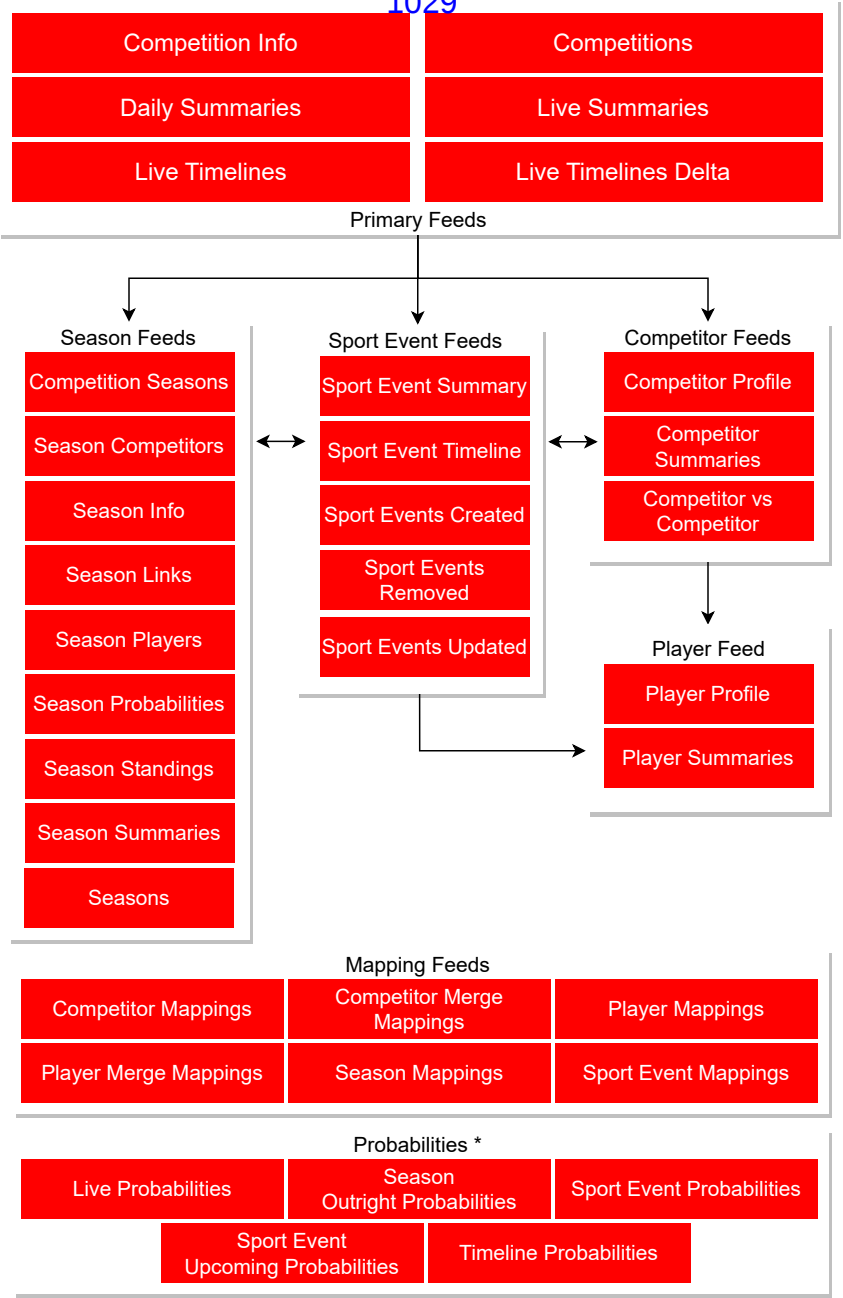 1029
Competition Info
Competitions
Daily Summaries
Live Summaries
Live Timelines
Live Timelines Delta
Primary Feeds
Season Feeds
Competition Seasons
Season Competitors
Season Info
Season Links
Season Players
Season Probabilities
Season Standings
Season Summaries
Seasons
Sport Event Feeds
Sport Event Summary
Sport Event Timeline
Sport Events Created
Sport Events
Removed
Sport Events Updated
Competitor Feeds
Competitor Profile
Competitor
Summaries
Competitor vs
Competitor
Player Feed
Player Profile
Player Summaries
Mapping Feeds
Competitor Mappings
Competitor Merge
Mappings
Player Mappings
Player Merge Mappings
Season Mappings
Sport Event Mappings
Probabilities *
Live Probabilities
Season
Outright Probabilities
Sport Event Probabilities
Sport Event
Upcoming Probabilities
Timeline Probabilities